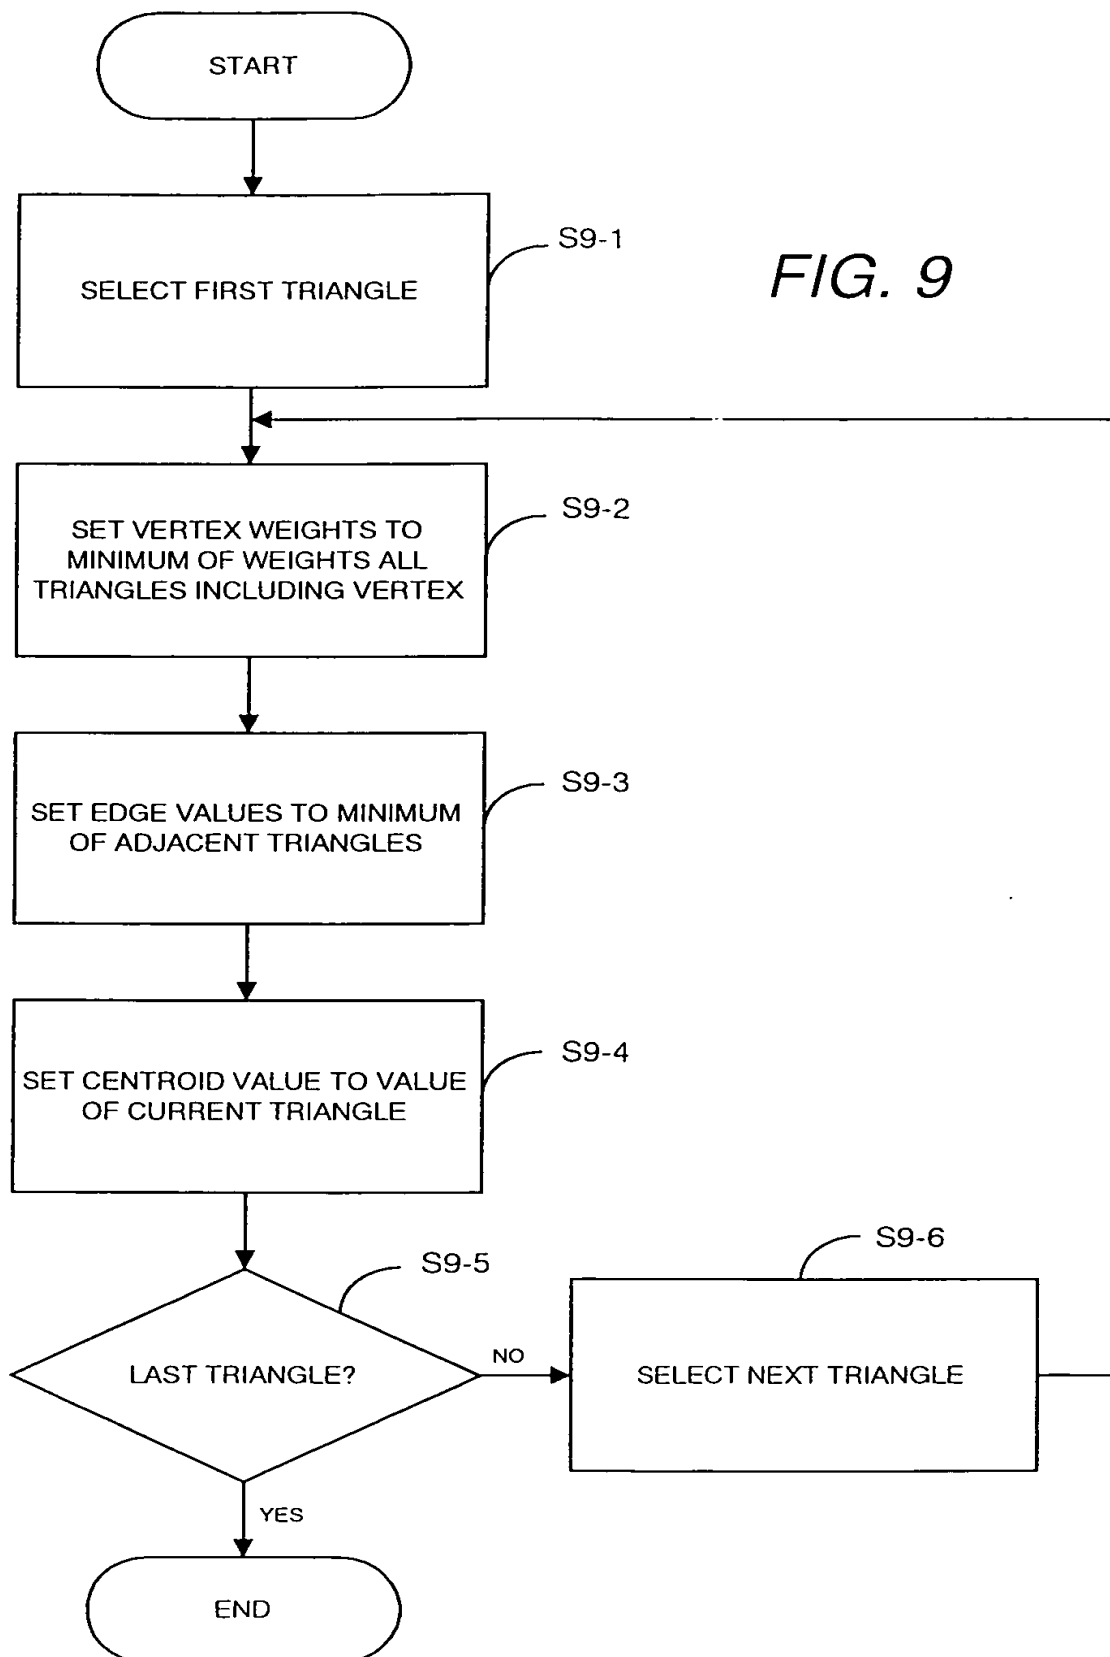 START
S9-1
FIG. 9
SELECT FIRST TRIANGLE
S9-2
SET VERTEX WEIGHTS TO
MINIMUM OF WEIGHTS ALL
TRIANGLES INCLUDING VERTEX
S9-3
SET EDGE VALUES TO MINIMUM
OF ADJACENT TRIANGLES
S9-4
SET CENTROID VALUE TO VALUE
OF CURRENT TRIANGLE
S9-5
S9-6
LAST TRIANGLE?
NO
SELECT NEXT TRIANGLE
YES
END